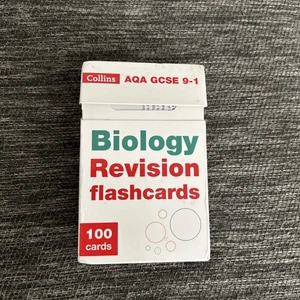 Collins AQA GCSE 9-1
Biology
Revision
flashcards
100
cards